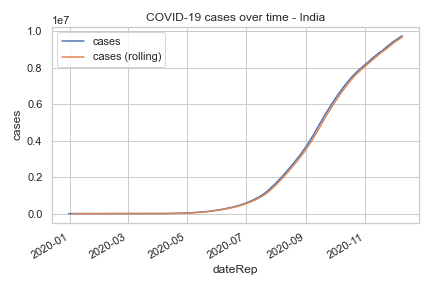 COVID-19 cases over time - India
1e7
cases
cases (rolling)
1.0
0.8
0.6
0.4
0.2
0.0
cases
2020-01
2020-03
2020-05
2020-07
2020-09
2020-11
dateRep